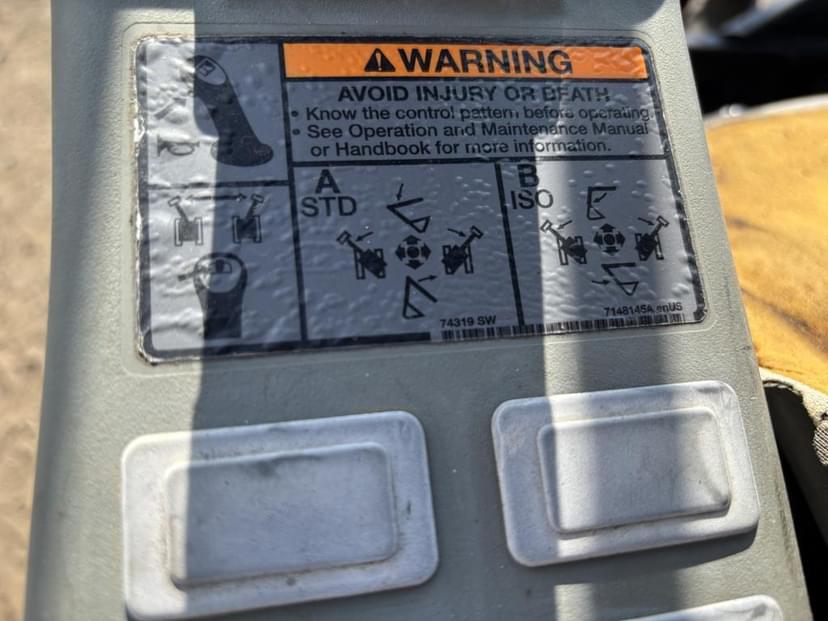 WARNING
AVOID INJURY OR DEATH
• Know the control pattern before operating.
• See Operation and Maintenance Manual
or Handbook for more information.
A
STD
B
ISO
74319 SW
7148145A enUS